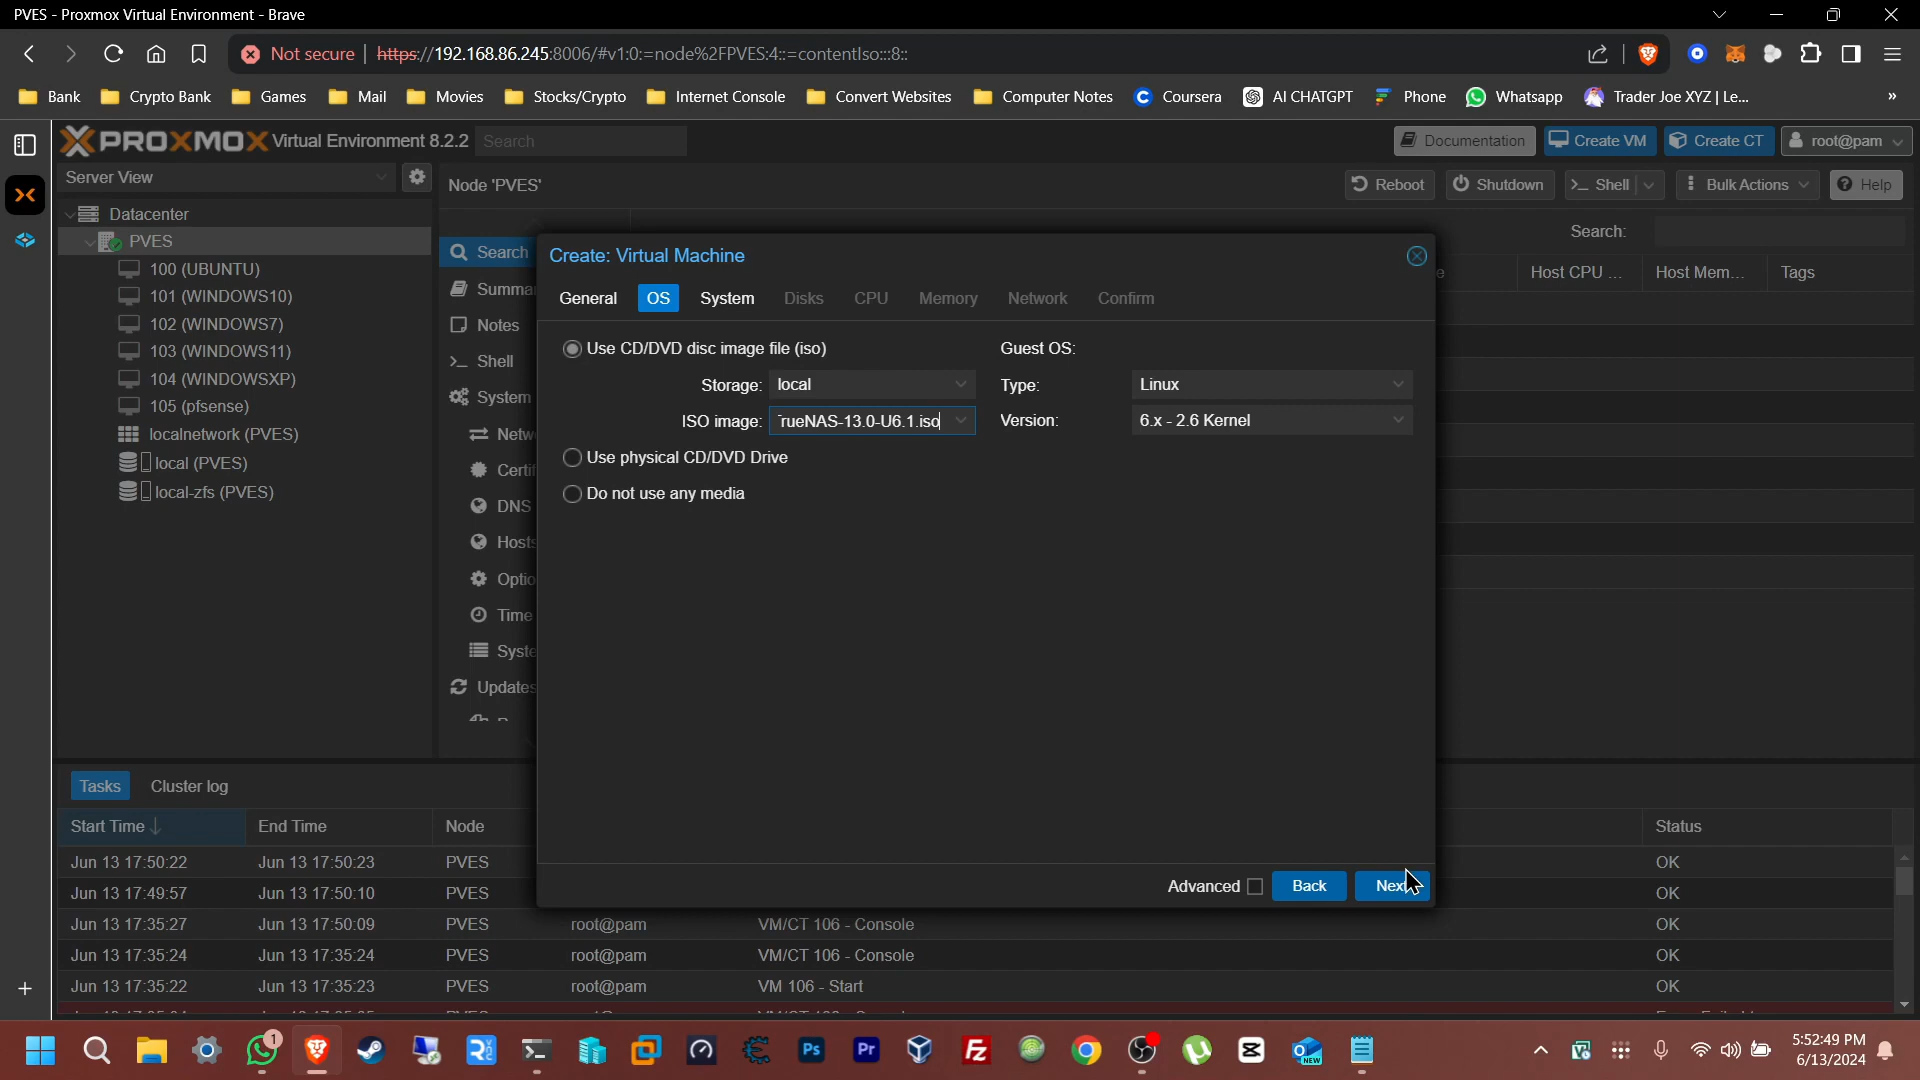 PVES - Proxmox Virtual Environment - Brave
Not secure | https://192.168.86.245:8006/#v1:0:=node%2FPVES:4::=contentIso:::8::
Bank Crypto Bank Games Mail Movies Stocks/Crypto Internet Console Convert Websites Computer Notes Coursera AI CHATGPT Phone Whatsapp Trader Joe XYZ | Le... »
PROXMOX Virtual Environment 8.2.2 Search Documentation Create VM Create CT root@pam
Server View
Node 'PVES' Reboot Shutdown Shell Bulk Actions Help
Datacenter
PVES
100 (UBUNTU)
101 (WINDOWS10)
102 (WINDOWS7)
103 (WINDOWS11)
104 (WINDOWSXP)
105 (pfsense)
localnetwork (PVES)
local (PVES)
local-zfs (PVES)
Search
Summa
Notes
Shell
System
Netw
Certif
DNS
Hosts
Optio
Time
Syste
Updates
Search:
Host CPU ... Host Mem... Tags
Create: Virtual Machine
General OS System Disks CPU Memory Network Confirm
Use CD/DVD disc image file (iso) Guest OS:
Storage: local Type: Linux
ISO image: rueNAS-13.0-U6.1.iso Version: 6.x - 2.6 Kernel
Use physical CD/DVD Drive
Do not use any media
Advanced Back Next
Tasks Cluster log
Start Time End Time Node Status
Jun 13 17:50:22 Jun 13 17:50:23 PVES OK
Jun 13 17:49:57 Jun 13 17:50:10 PVES OK
Jun 13 17:35:27 Jun 13 17:50:09 PVES root@pam VM/CT 106 - Console OK
Jun 13 17:35:24 Jun 13 17:35:24 PVES root@pam VM/CT 106 - Console OK
Jun 13 17:35:22 Jun 13 17:35:23 PVES root@pam VM 106 - Start OK
1 Ps Pr NEW
5:52:49 PM
6/13/2024